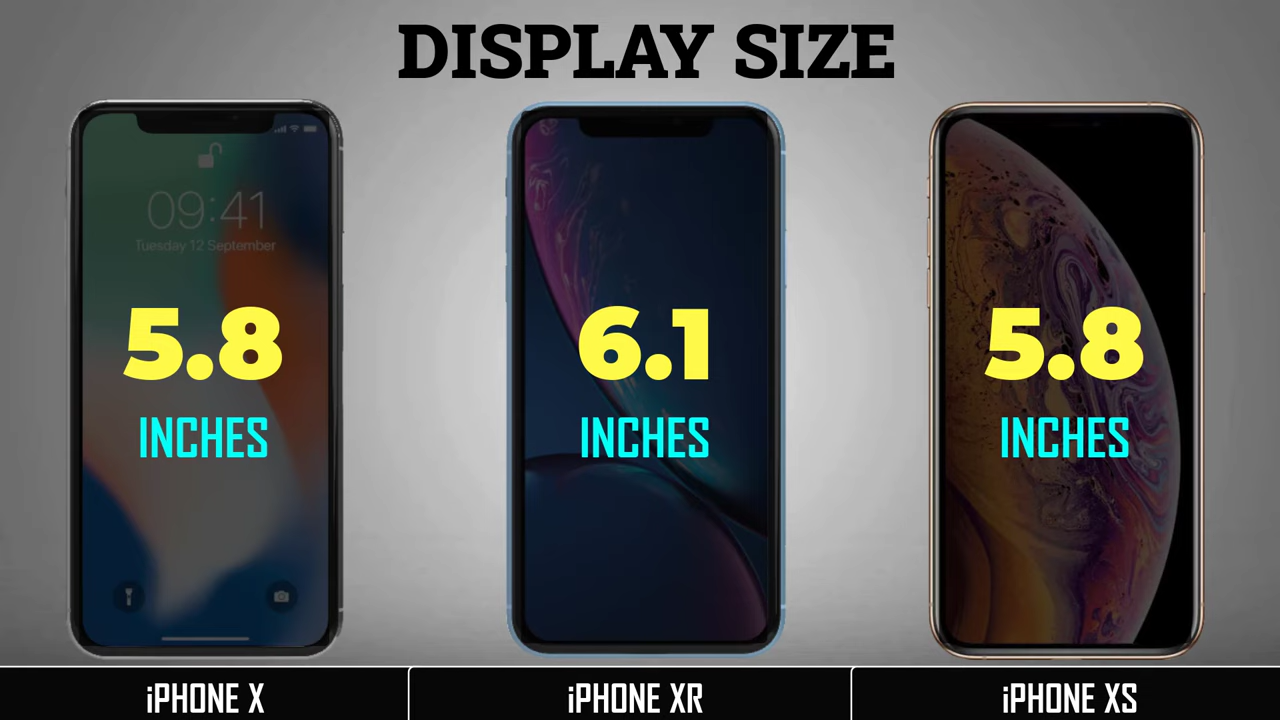 DISPLAY SIZE
09:41
Tuesday 12 September
5.8
INCHES
6.1
INCHES
5.8
INCHES
iPHONE X
iPHONE XR
iPHONE XS